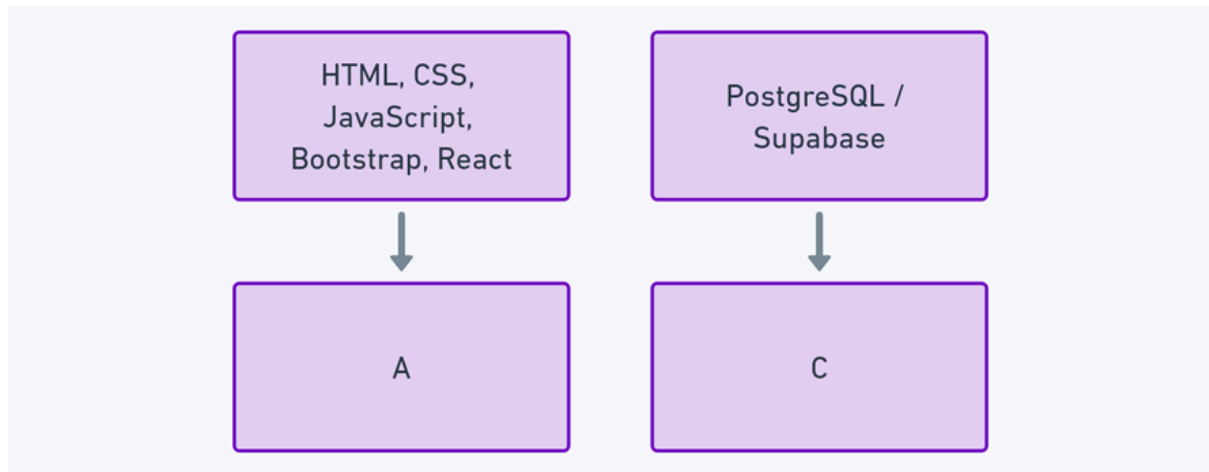 HTML, CSS,
JavaScript,
Bootstrap, React
PostgreSQL /
Supabase
A
C